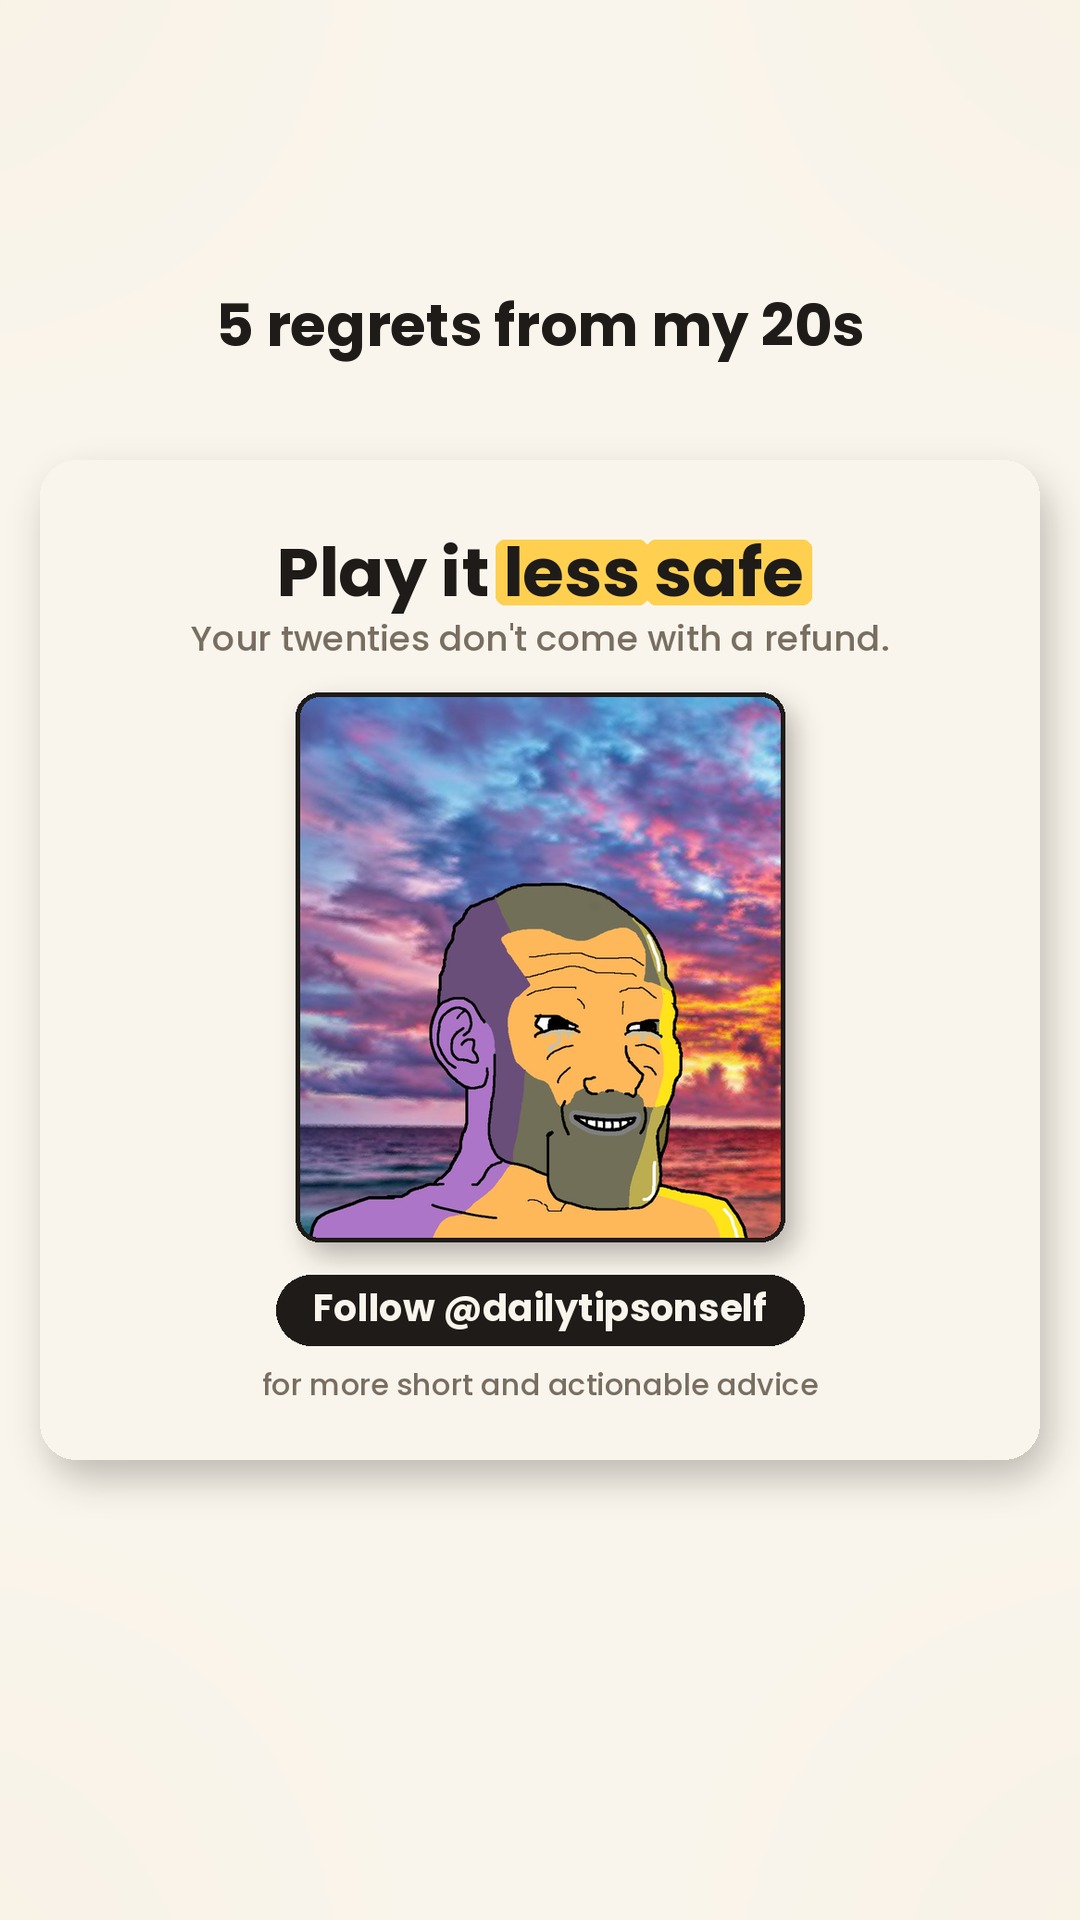 5 regrets from my 20s
Play it less safe
Your twenties don't come with a refund.
Follow @dailytipsonself
for more short and actionable advice